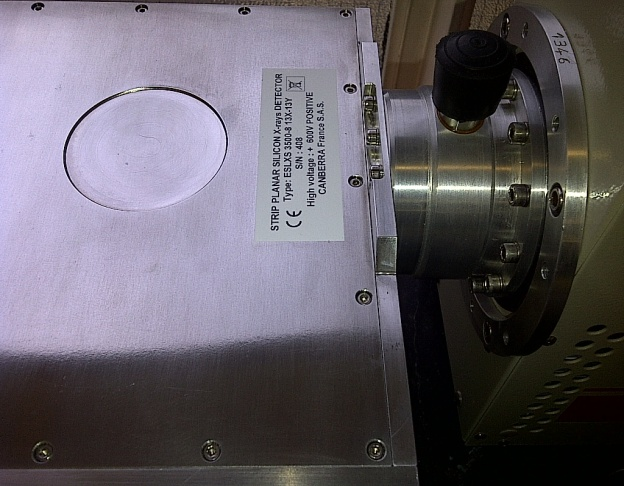 STRIP PLANAR SILICON X-rays DETECTOR
Type: ESLXS 3500-8 13X-13Y
CE S/N : 408
High voltage : + 600V POSITIVE
CANBERRA France S.A.S.
1346